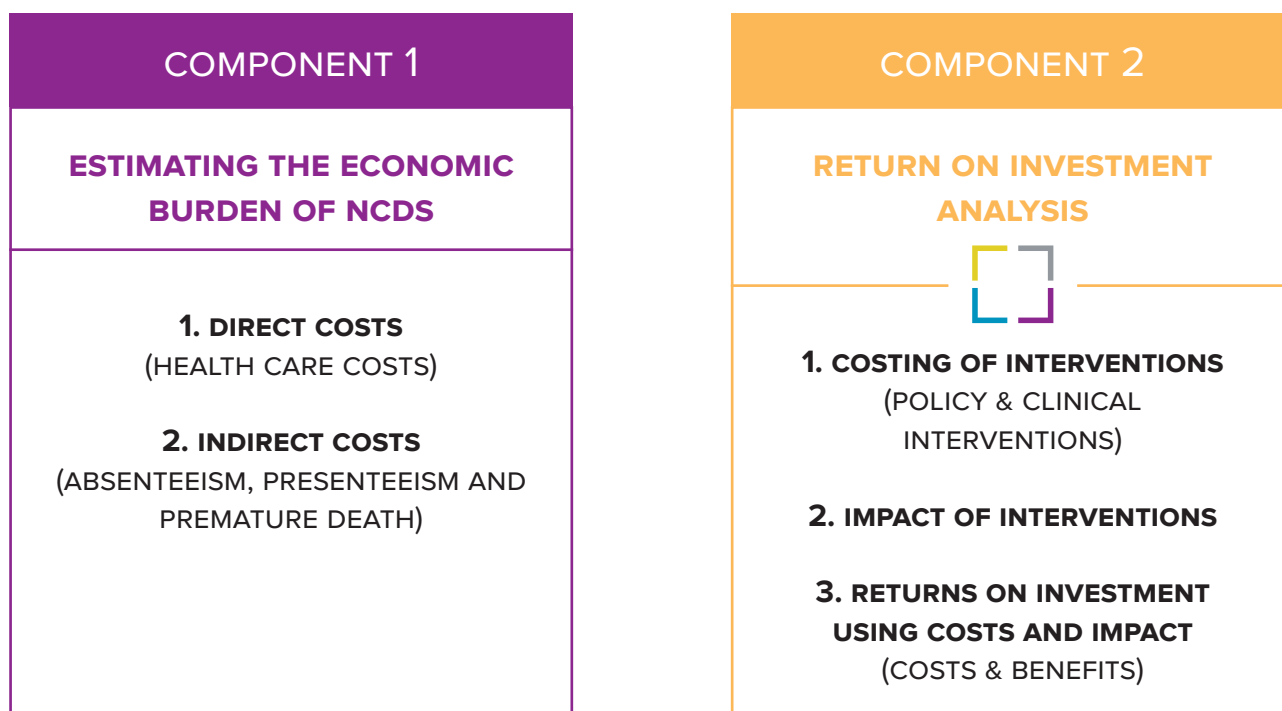 COMPONENT 1
ESTIMATING THE ECONOMIC
BURDEN OF NCDS
1. DIRECT COSTS
(HEALTH CARE COSTS)
2. INDIRECT COSTS
(ABSENTEEISM, PRESENTEEISM AND
PREMATURE DEATH)
COMPONENT 2
RETURN ON INVESTMENT
ANALYSIS
1. COSTING OF INTERVENTIONS
(POLICY & CLINICAL
INTERVENTIONS)
2. IMPACT OF INTERVENTIONS
3. RETURNS ON INVESTMENT
USING COSTS AND IMPACT
(COSTS & BENEFITS)